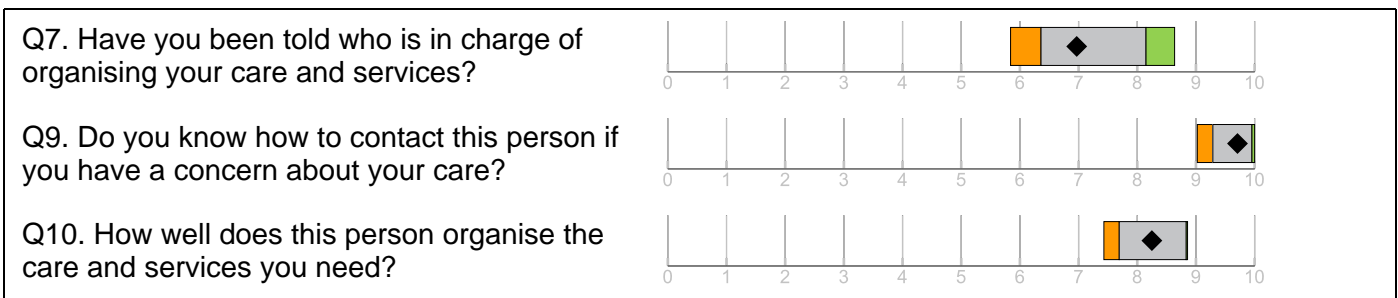 Q7. Have you been told who is in charge of
organising your care and services?
0 1 2 3 4 5 6 7 8 9 10
Q9. Do you know how to contact this person if
you have a concern about your care?
0 1 2 3 4 5 6 7 8 9 10
Q10. How well does this person organise the
care and services you need?
0 1 2 3 4 5 6 7 8 9 10